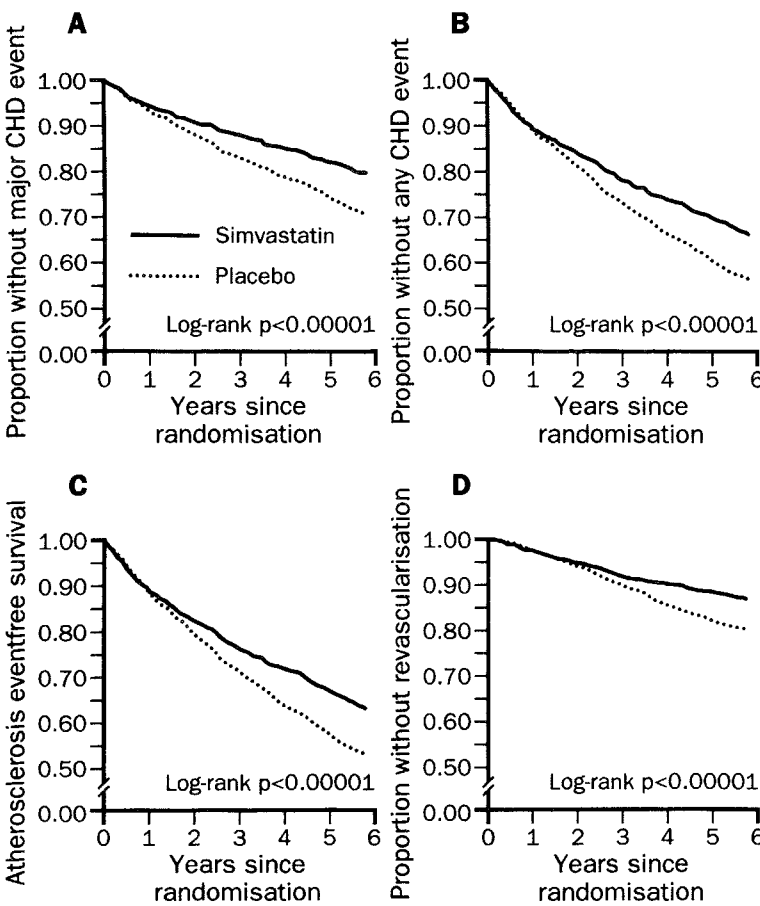 A
Proportion without major CHD event
1.00
0.90
0.80
0.70
0.60
0.50
0.00
Simvastatin
Placebo
Log-rank p<0.00001
0 1 2 3 4 5 6
Years since
randomisation
B
Proportion without any CHD event
1.00
0.90
0.80
0.70
0.60
0.50
0.00
Log-rank p<0.00001
0 1 2 3 4 5 6
Years since
randomisation
C
Atherosclerosis eventfree survival
1.00
0.90
0.80
0.70
0.60
0.50
0.00
Log-rank p<0.00001
0 1 2 3 4 5 6
Years since
randomisation
D
Proportion without revascularisation
1.00
0.90
0.80
0.70
0.60
0.50
0.00
Log-rank p<0.00001
0 1 2 3 4 5 6
Years since
randomisation